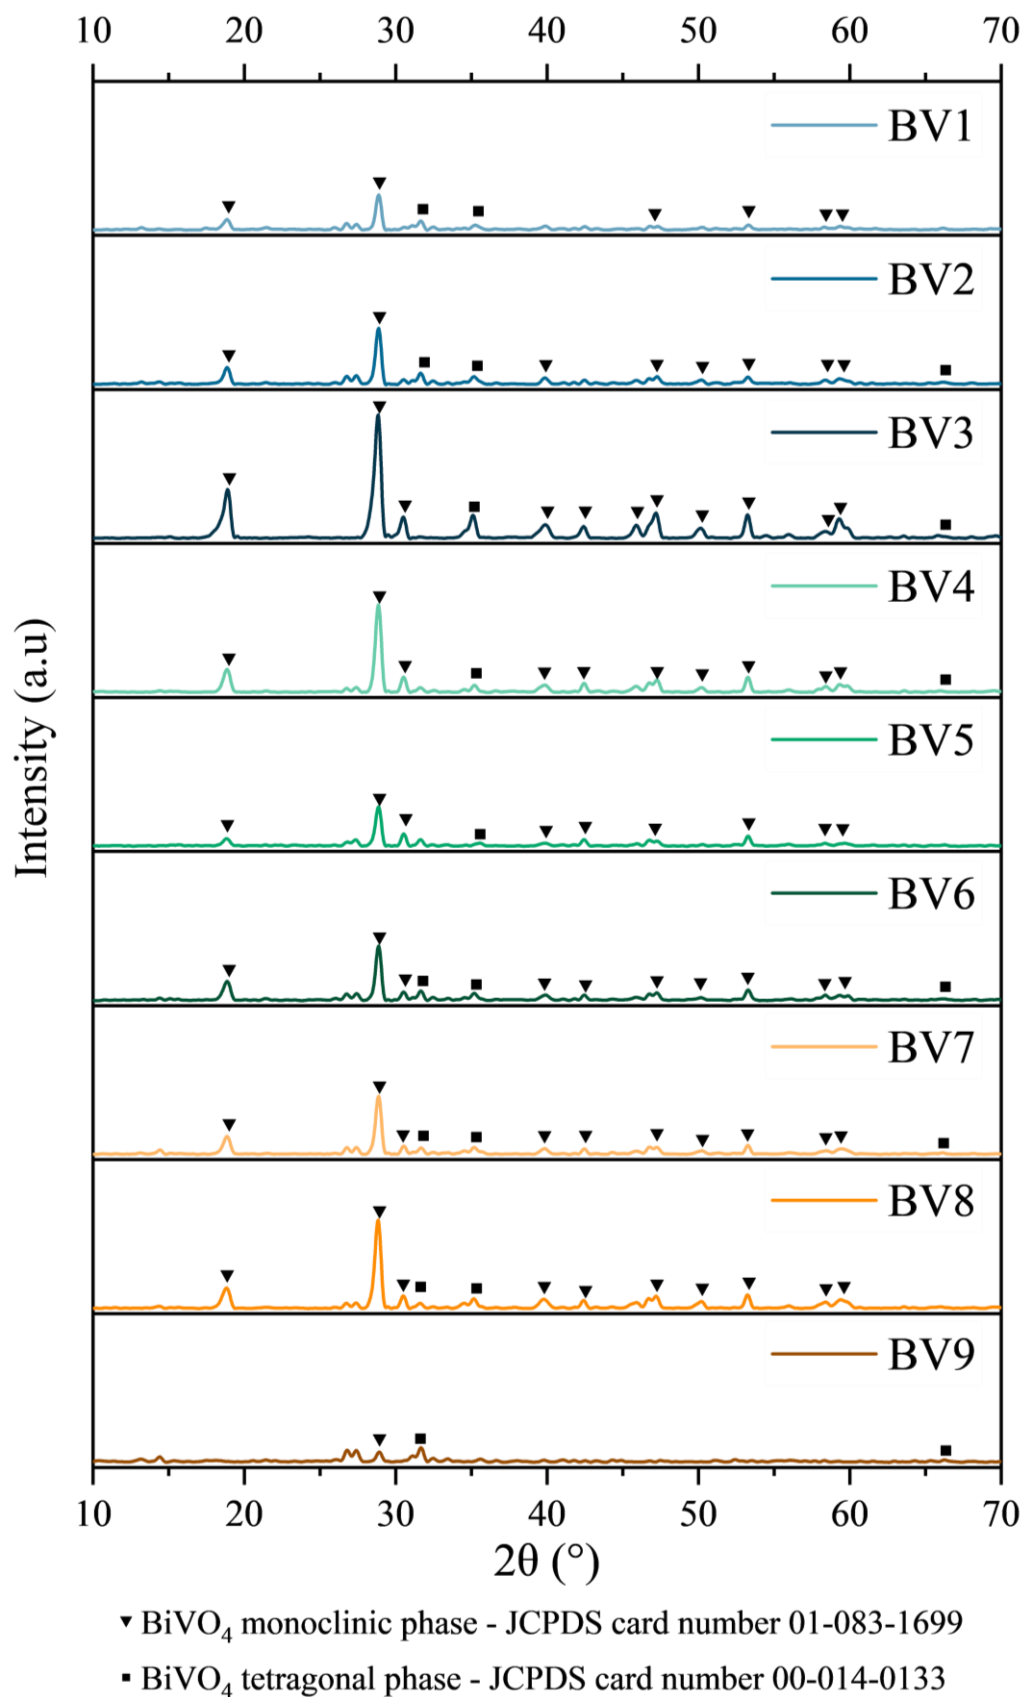 10 20 30 40 50 60 70
BV1
BV2
BV3
BV4
BV5
BV6
BV7
BV8
BV9
Intensity (a.u)
10 20 30 40 50 60 70
2θ (°)
▼ BiVO₄ monoclinic phase - JCPDS card number 01-083-1699
■ BiVO₄ tetragonal phase - JCPDS card number 00-014-0133